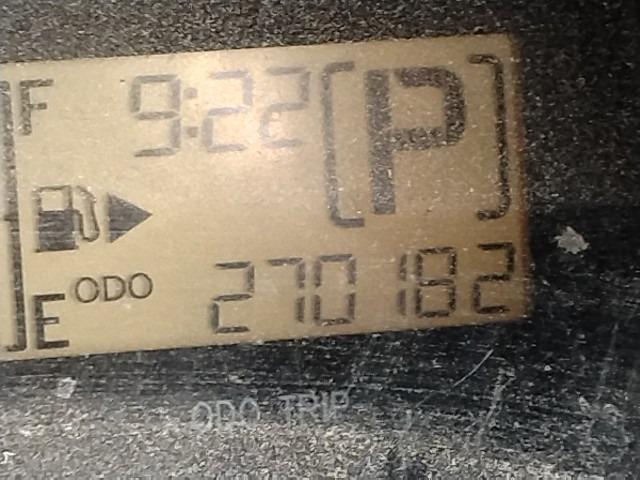 F 9:22 [P]
ODO 270182
E
ODO TRIP